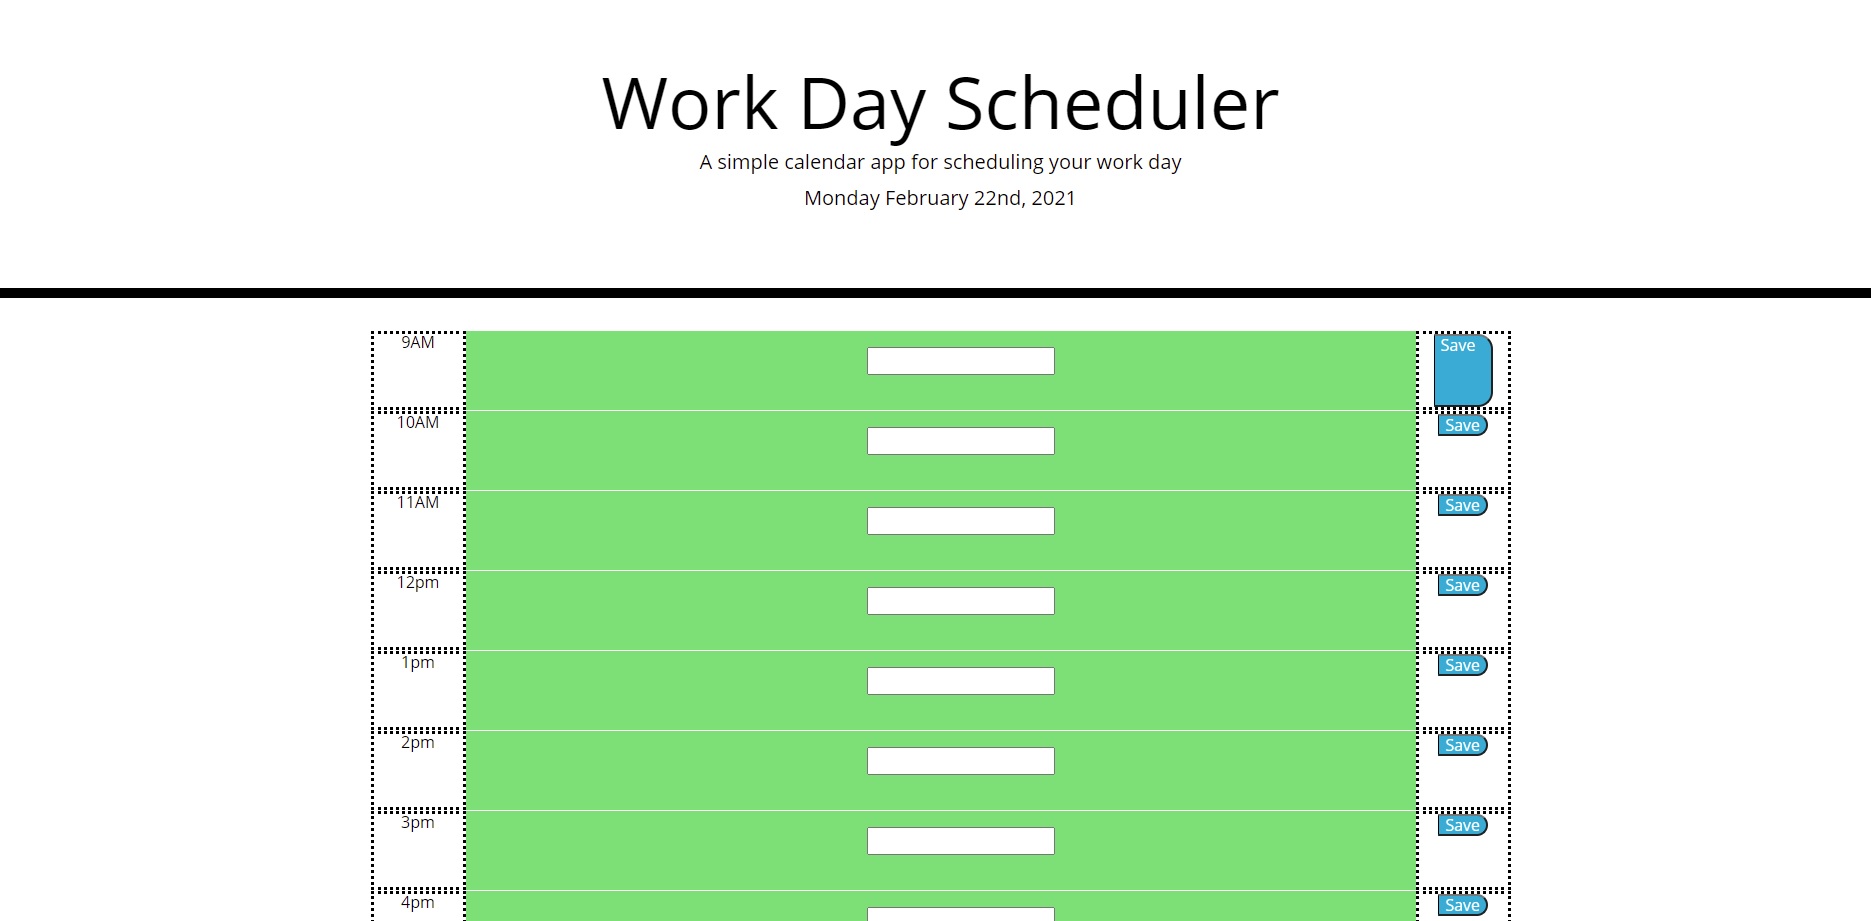 Work Day Scheduler
A simple calendar app for scheduling your work day
Monday February 22nd, 2021
9AM Save
10AM Save
11AM Save
12pm Save
1pm Save
2pm Save
3pm Save
4pm Save